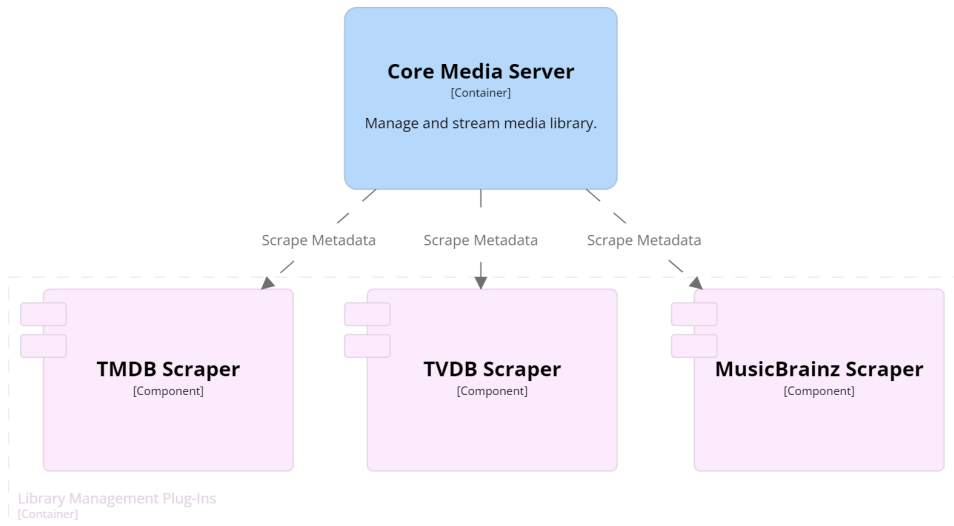 Core Media Server
[Container]
Manage and stream media library.
Scrape Metadata
Scrape Metadata
Scrape Metadata
TMDB Scraper
[Component]
TVDB Scraper
[Component]
MusicBrainz Scraper
[Component]
Library Management Plug-Ins
[Container]